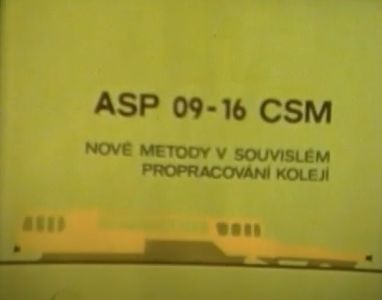 ASP 09-16 CSM
NOVÉ METODY V SOUVISLÉM
PROPRACOVÁNÍ KOLEJÍ